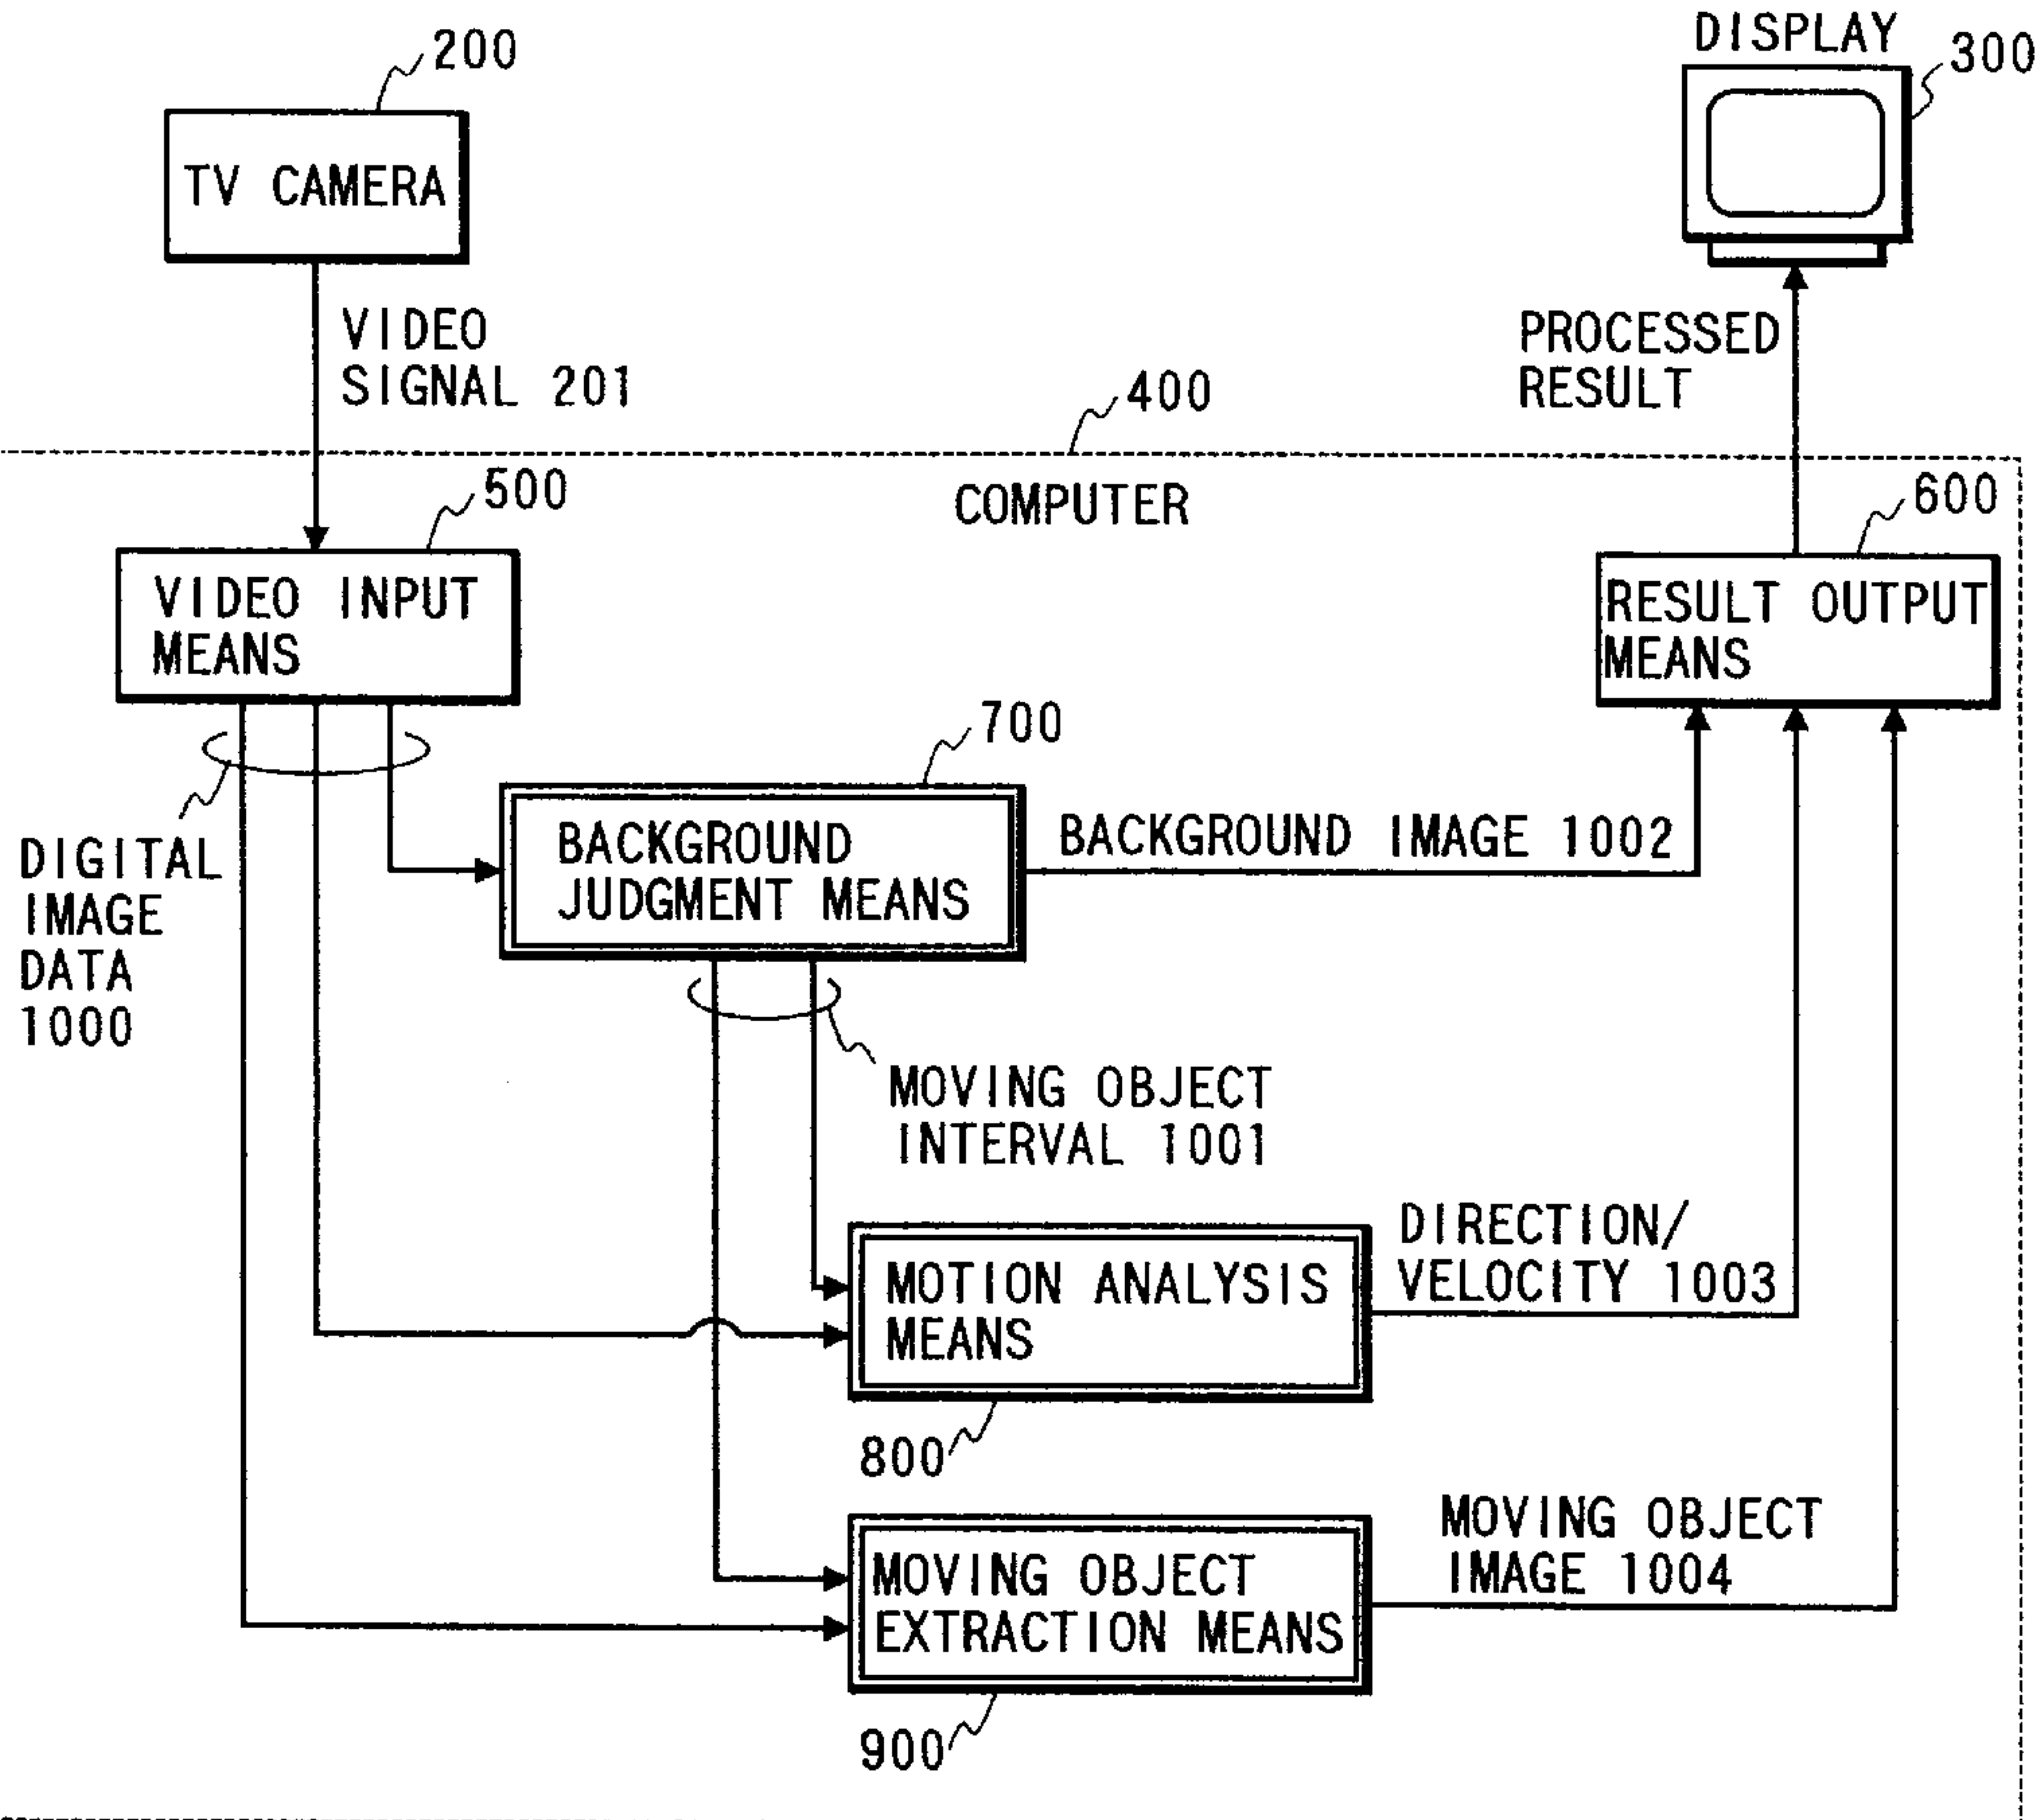 200
TV CAMERA
DISPLAY
300
VIDEO
SIGNAL 201
PROCESSED
RESULT
400
COMPUTER
500
VIDEO INPUT
MEANS
600
RESULT OUTPUT
MEANS
700
BACKGROUND
JUDGMENT MEANS
BACKGROUND IMAGE 1002
DIGITAL
IMAGE
DATA
1000
MOVING OBJECT
INTERVAL 1001
MOTION ANALYSIS
MEANS
DIRECTION/
VELOCITY 1003
800
MOVING OBJECT
EXTRACTION MEANS
MOVING OBJECT
IMAGE 1004
900